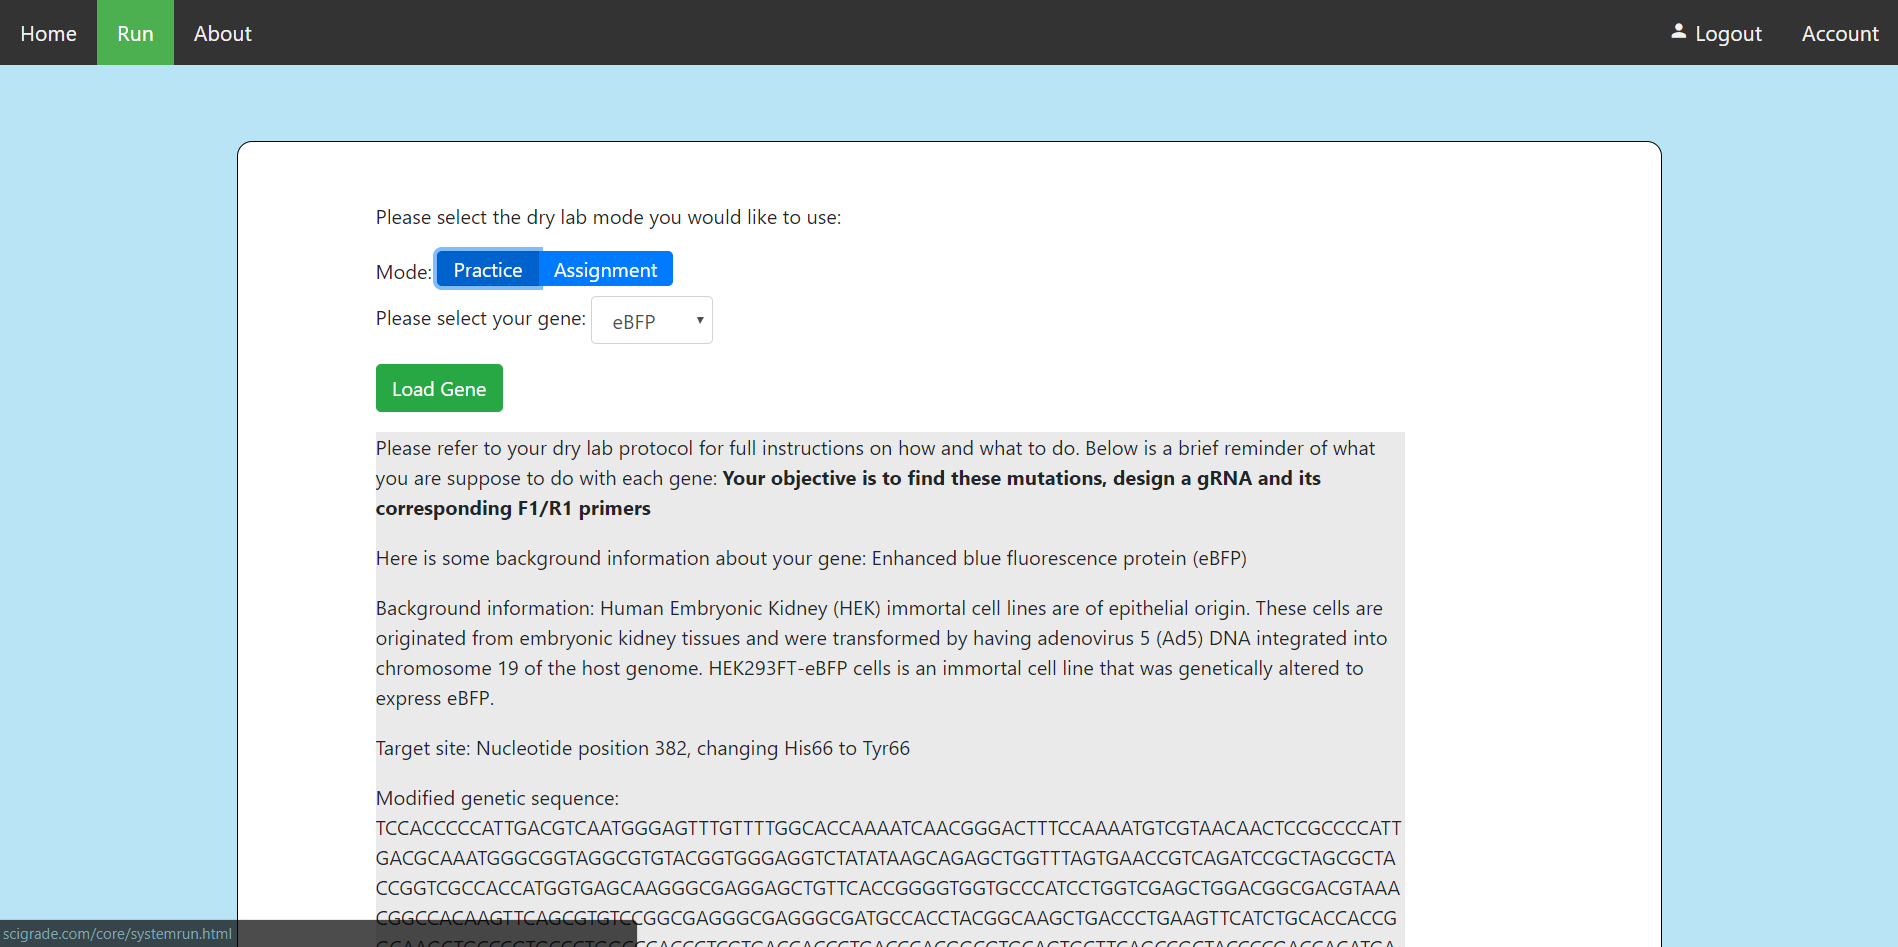 Home Run About Logout Account
Please select the dry lab mode you would like to use:
Mode: Practice Assignment
Please select your gene: eBFP
Load Gene
Please refer to your dry lab protocol for full instructions on how and what to do. Below is a brief reminder of what
you are suppose to do with each gene: Your objective is to find these mutations, design a gRNA and its
corresponding F1/R1 primers
Here is some background information about your gene: Enhanced blue fluorescence protein (eBFP)
Background information: Human Embryonic Kidney (HEK) immortal cell lines are of epithelial origin. These cells are
originated from embryonic kidney tissues and were transformed by having adenovirus 5 (Ad5) DNA integrated into
chromosome 19 of the host genome. HEK293FT-eBFP cells is an immortal cell line that was genetically altered to
express eBFP.
Target site: Nucleotide position 382, changing His66 to Tyr66
Modified genetic sequence:
TCCACCCCCATTGACGTCAATGGGAGTTTGTTTTGGCACCAAAATCAACGGGACTTTCCAAAATGTCGTAACAACTCCGCCCCATT
GACGCAAATGGGCGGTAGGCGTGTACGGTGGGAGGTCTATATAAGCAGAGCTGGTTTAGTGAACCGTCAGATCCGCTAGCGCTA
CCGGTCGCCACCATGGTGAGCAAGGGCGAGGAGCTGTTCACCGGGGTGGTGCCCATCCTGGTCGAGCTGGACGGCGACGTAAA
CGGCCACAAGTTCAGCGTGTCCGGCGAGGGCGAGGGCGATGCCACCTACGGCAAGCTGACCCTGAAGTTCATCTGCACCACCG
scigrade.com/core/systemrun.html